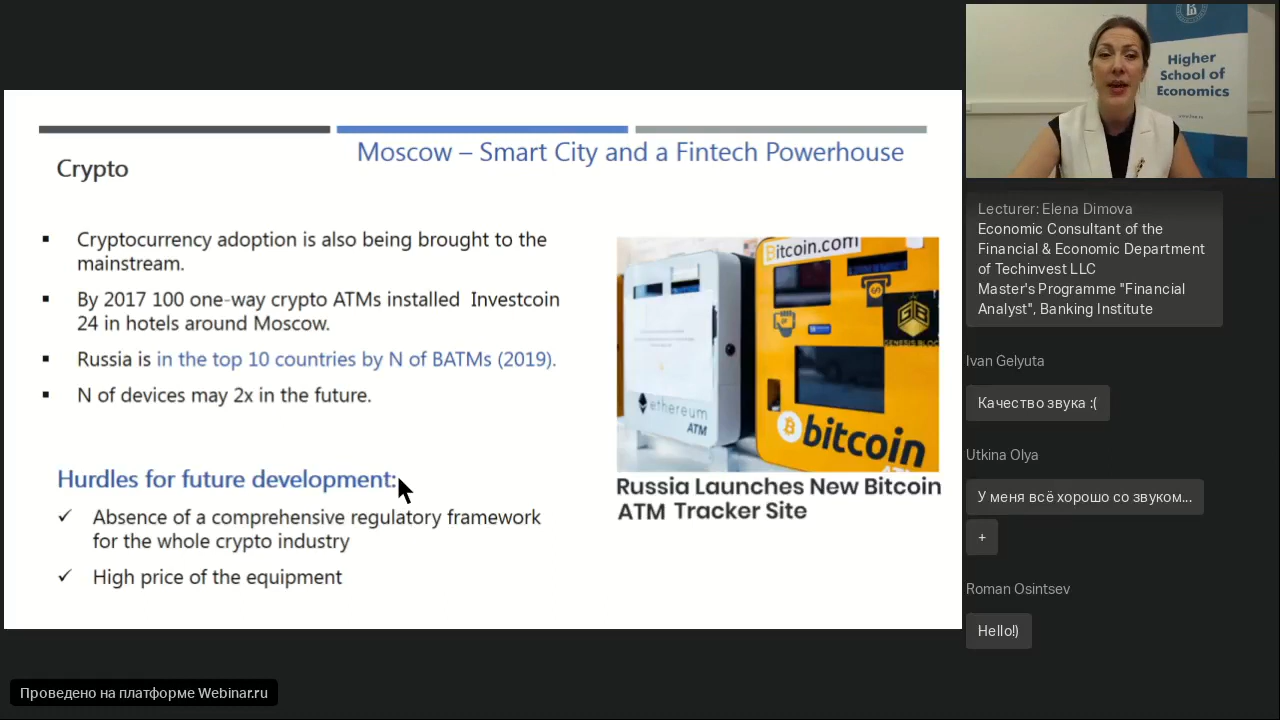 Moscow – Smart City and a Fintech Powerhouse
Crypto
▪ Cryptocurrency adoption is also being brought to the
mainstream.
▪ By 2017 100 one-way crypto ATMs installed Investcoin
24 in hotels around Moscow.
▪ Russia is in the top 10 countries by N of BATMs (2019).
▪ N of devices may 2x in the future.
Hurdles for future development:
✓ Absence of a comprehensive regulatory framework
for the whole crypto industry
✓ High price of the equipment
Bitcoin.com
GENESIS BLOCK
ethereum
ATM
bitcoin
ATM
Russia Launches New Bitcoin
ATM Tracker Site
Higher
School of
Economics
Lecturer: Elena Dimova
Economic Consultant of the
Financial & Economic Department
of Techinvest LLC
Master's Programme "Financial
Analyst", Banking Institute
Ivan Gelyuta
Качество звука :(
Utkina Olya
У меня всё хорошо со звуком...
+
Roman Osintsev
Hello!)
Проведено на платформе Webinar.ru